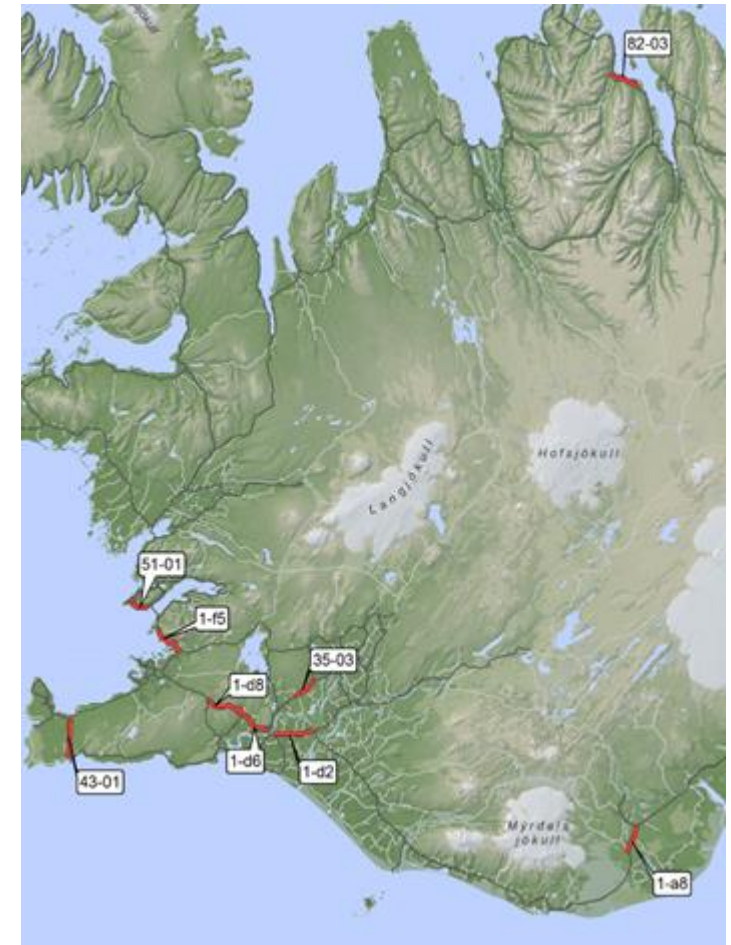 82-03
Hofsjökull
Langjökull
51-01
1-f5
35-03
1-d8
1-d6
1-d2
43-01
Mýrdals
jökull
1-a8